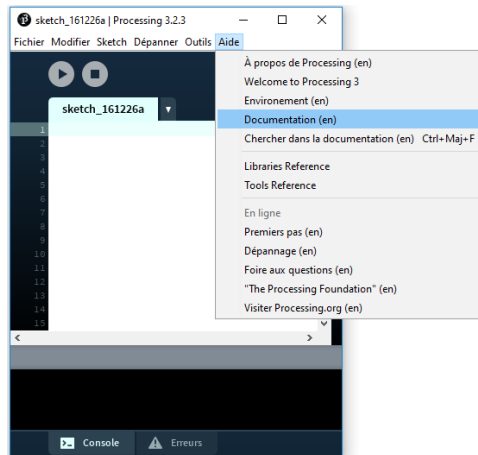 sketch_161226a | Processing 3.2.3
Fichier Modifier Sketch Dépanner Outils Aide
À propos de Processing (en)
Welcome to Processing 3
Environement (en)
Documentation (en)
Chercher dans la documentation (en) Ctrl+Maj+F
Libraries Reference
Tools Reference
En ligne
Premiers pas (en)
Dépannage (en)
Foire aux questions (en)
"The Processing Foundation" (en)
Visiter Processing.org (en)
sketch_161226a
1
2
3
4
5
6
7
8
9
10
11
12
13
14
15
Console Erreurs